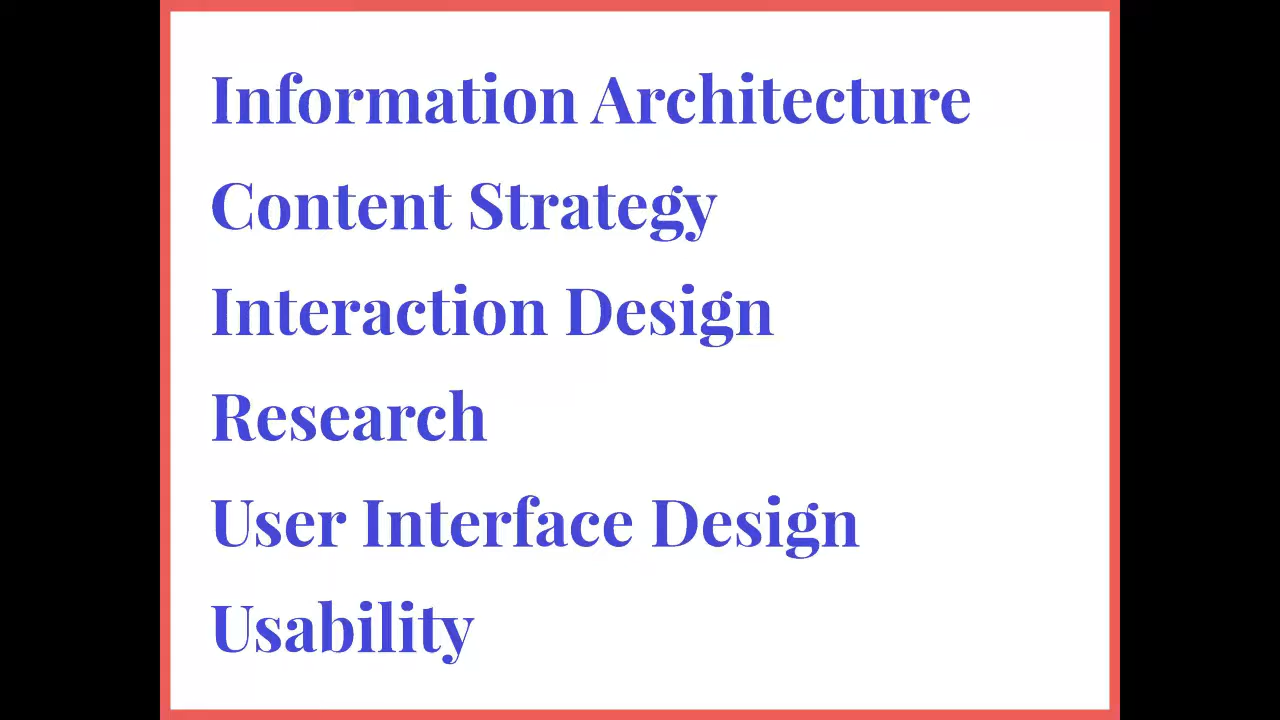 Information Architecture
Content Strategy
Interaction Design
Research
User Interface Design
Usability